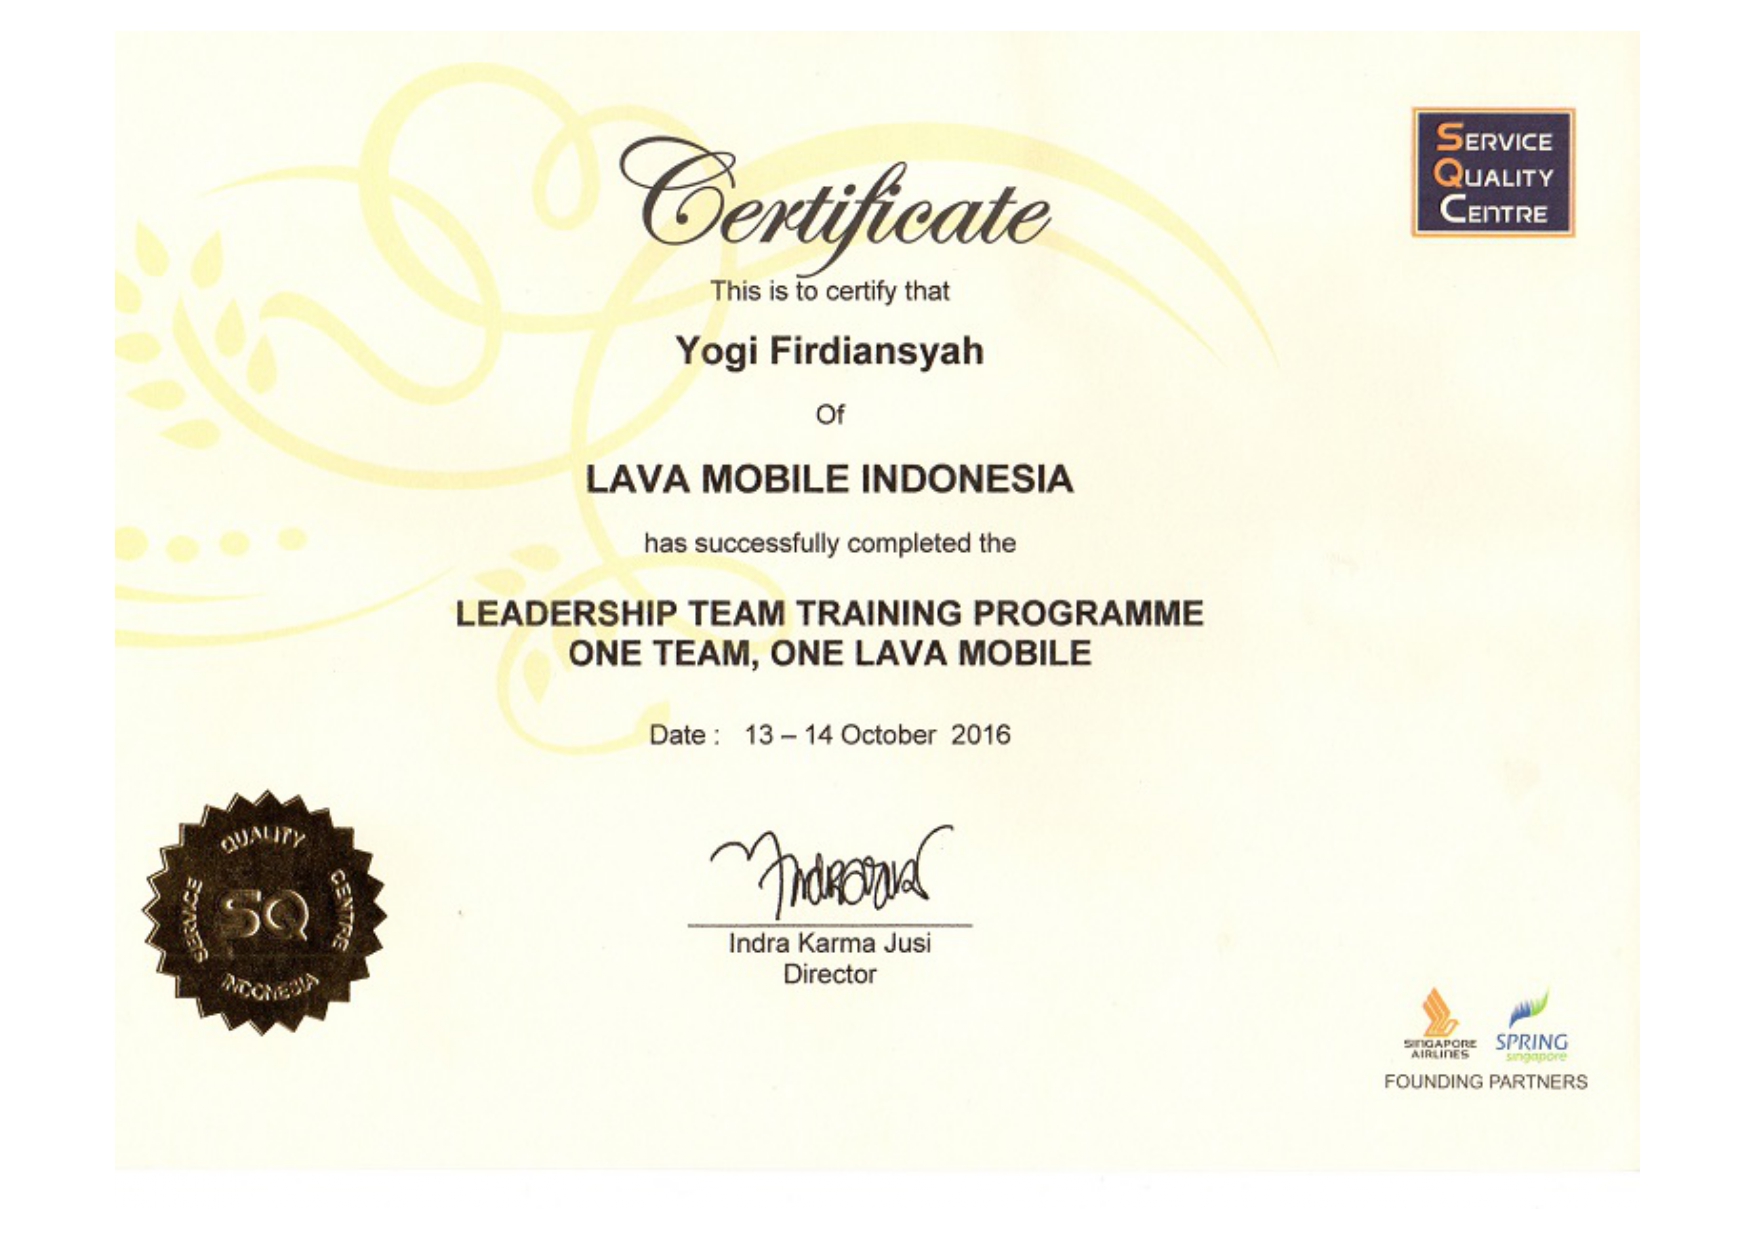 Certificate
SERVICE
QUALITY
CENTRE
This is to certify that
Yogi Firdiansyah
Of
LAVA MOBILE INDONESIA
has successfully completed the
LEADERSHIP TEAM TRAINING PROGRAMME
ONE TEAM, ONE LAVA MOBILE
Date : 13 – 14 October 2016
QUALITY
SERVICE
SQ
CENTRE
INDONESIA
Indra Karma Jusi
Director
SINGAPORE
AIRLINES
SPRING
singapore
FOUNDING PARTNERS